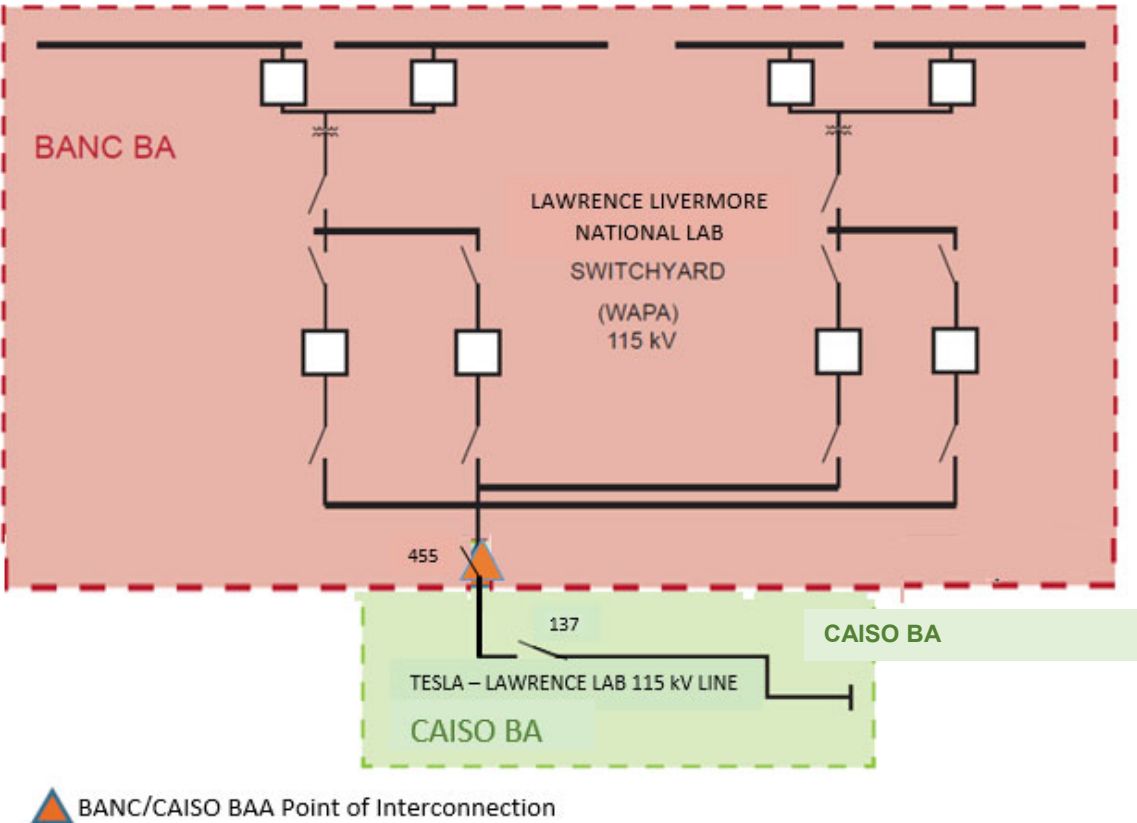 BANC BA
LAWRENCE LIVERMORE
NATIONAL LAB
SWITCHYARD
(WAPA)
115 kV
455
137
CAISO BA
TESLA – LAWRENCE LAB 115 kV LINE
CAISO BA
BANC/CAISO BAA Point of Interconnection